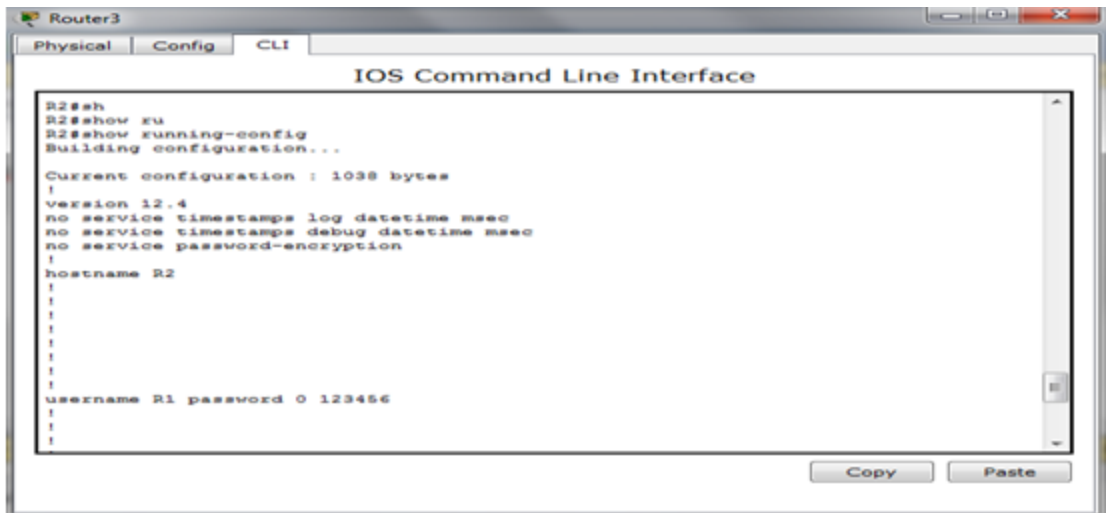 Router3
Physical Config CLI
IOS Command Line Interface
R2#sh
R2#show ru
R2#show running-config
Building configuration...
Current configuration : 1038 bytes
!
version 12.4
no service timestamps log datetime msec
no service timestamps debug datetime msec
no service password-encryption
!
hostname R2
!
!
!
!
!
!
!
!
username R1 password 0 123456
!
!
!
!
Copy Paste